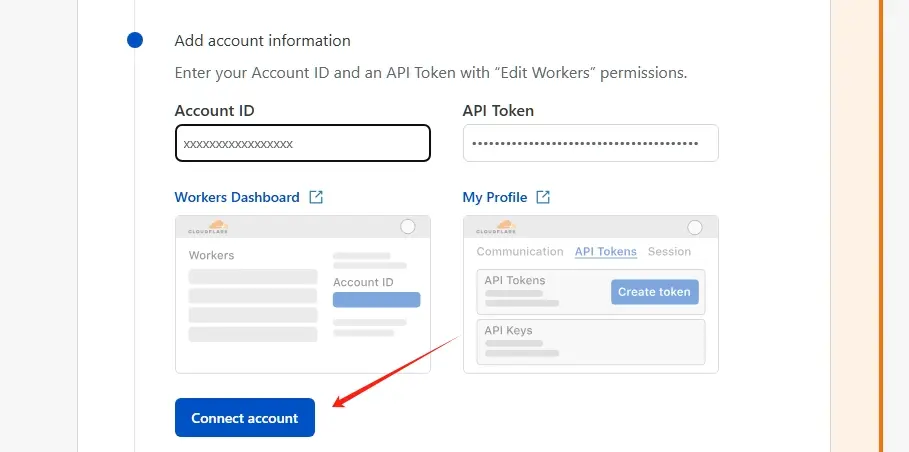 Add account information
Enter your Account ID and an API Token with “Edit Workers” permissions.
Account ID
API Token
xxxxxxxxxxxxxxxxx
•••••••••••••••••••••••••••••••••••••••
Workers Dashboard
My Profile
CLOUDFLARE
Workers
Account ID
CLOUDFLARE
Communication API Tokens Session
API Tokens
Create token
API Keys
Connect account